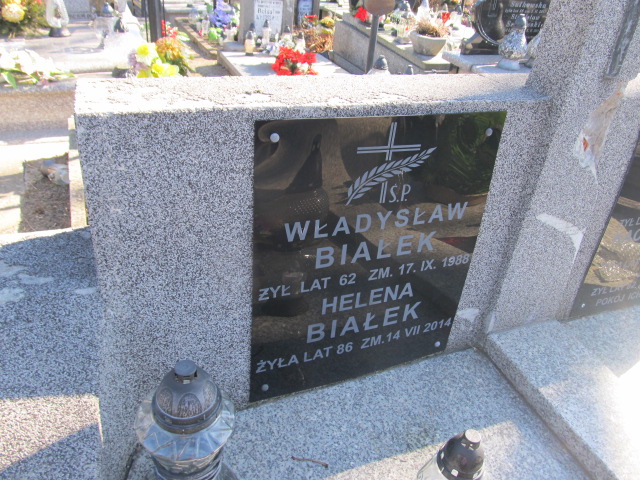 Ś.P.
WŁADYSŁAW
BIAŁEK
ŻYŁ LAT 62 ZM. 17. IX. 1988
HELENA
BIAŁEK
ŻYŁA LAT 86 ZM. 14 VII 2014